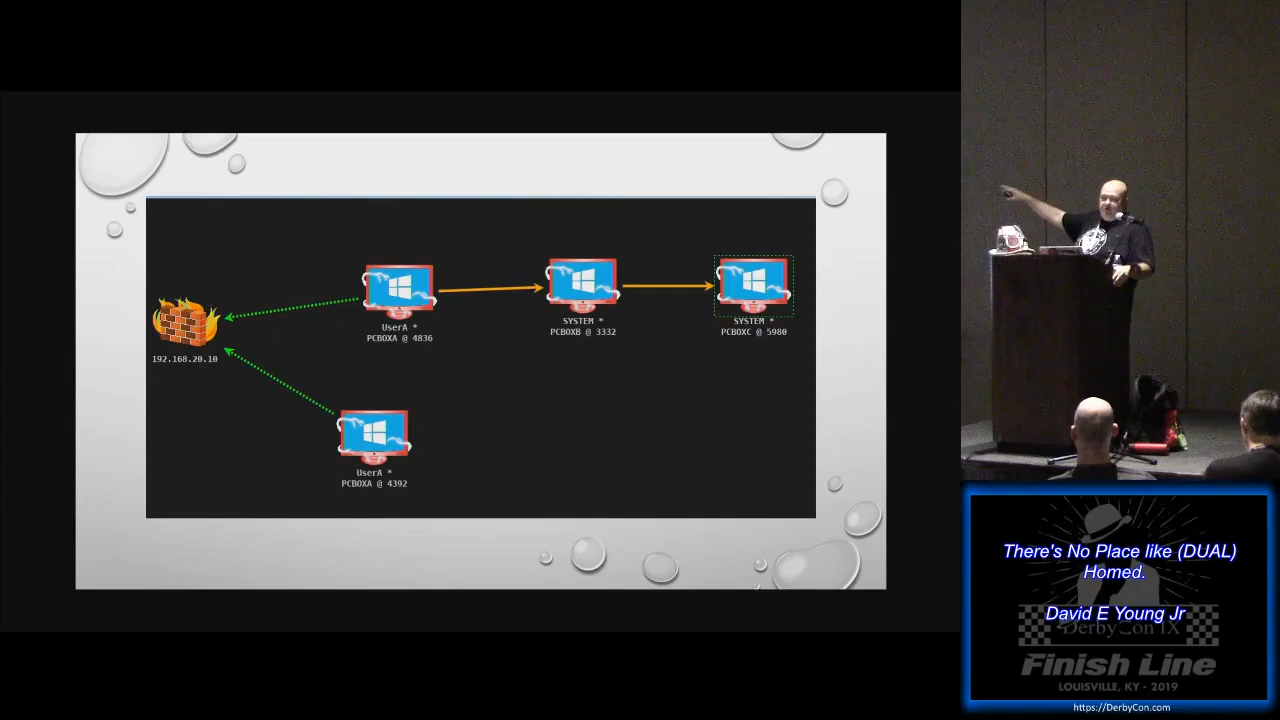 192.168.20.10
UserA *
PCBOXA @ 4836
SYSTEM *
PCBOXB @ 3332
SYSTEM *
PCBOXC @ 5980
UserA *
PCBOXA @ 4392
There's No Place like (DUAL)
Homed.
David E Young Jr
DerbyCon IX
Finish Line
LOUISVILLE, KY - 2019
https://DerbyCon.com